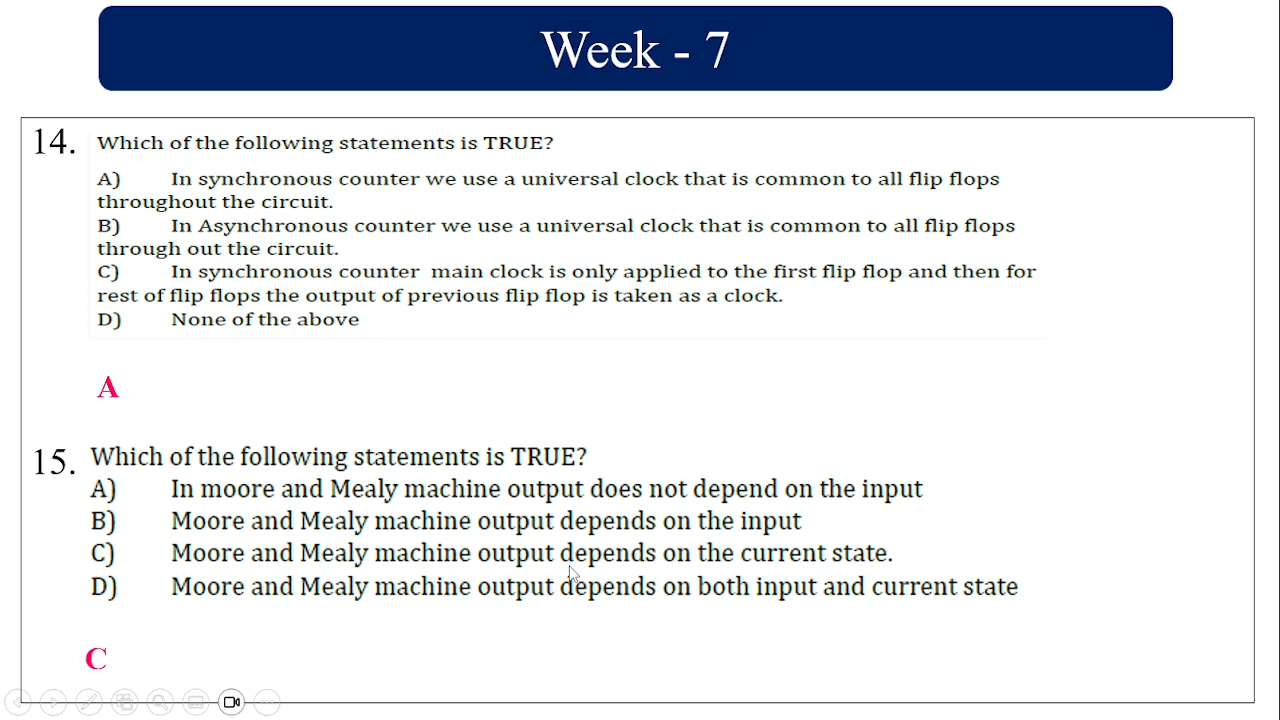 Week - 7
14. Which of the following statements is TRUE?
A) In synchronous counter we use a universal clock that is common to all flip flops
throughout the circuit.
B) In Asynchronous counter we use a universal clock that is common to all flip flops
through out the circuit.
C) In synchronous counter main clock is only applied to the first flip flop and then for
rest of flip flops the output of previous flip flop is taken as a clock.
D) None of the above
A
15. Which of the following statements is TRUE?
A) In moore and Mealy machine output does not depend on the input
B) Moore and Mealy machine output depends on the input
C) Moore and Mealy machine output depends on the current state.
D) Moore and Mealy machine output depends on both input and current state
C